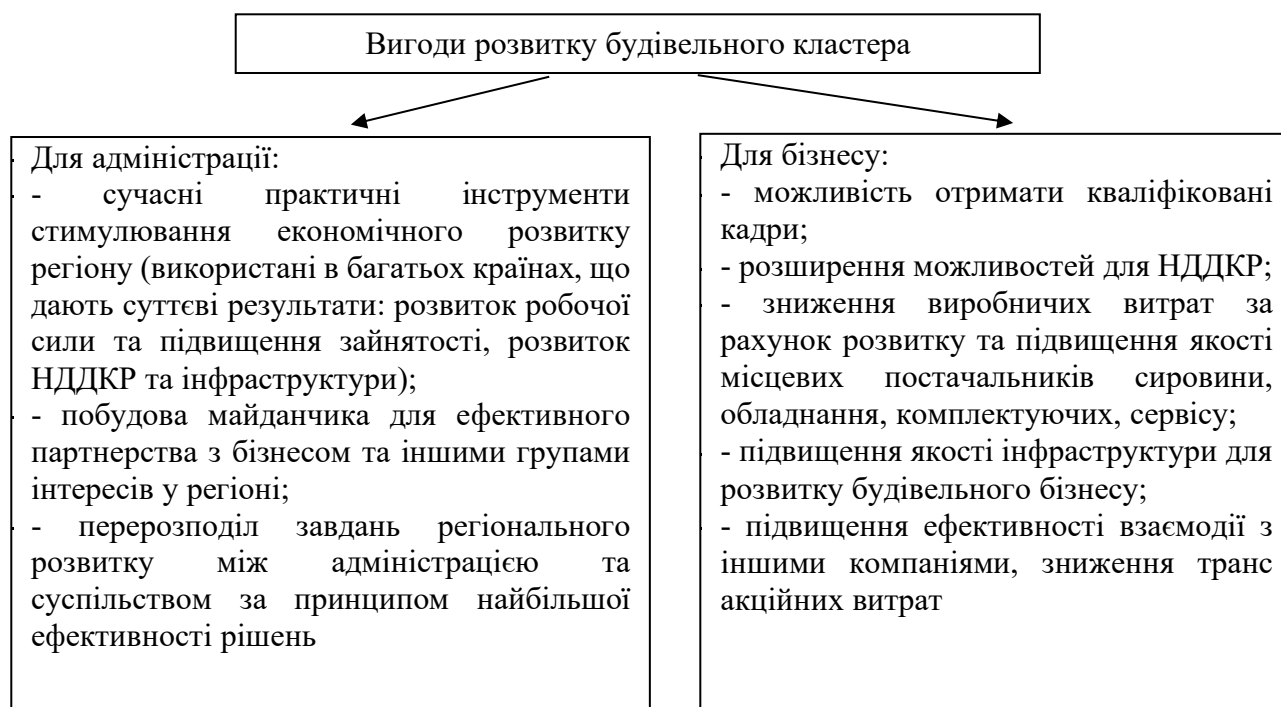 Вигоди розвитку будівельного кластера
Для адміністрації:
- сучасні практичні інструменти
стимулювання економічного розвитку
регіону (використані в багатьох країнах, що
дають суттєві результати: розвиток робочої
сили та підвищення зайнятості, розвиток
НДДКР та інфраструктури);
- побудова майданчика для ефективного
партнерства з бізнесом та іншими групами
інтересів у регіоні;
- перерозподіл завдань регіонального
розвитку між адміністрацією та
суспільством за принципом найбільшої
ефективності рішень
Для бізнесу:
- можливість отримати кваліфіковані
кадри;
- розширення можливостей для НДДКР;
- зниження виробничих витрат за
рахунок розвитку та підвищення якості
місцевих постачальників сировини,
обладнання, комплектуючих, сервісу;
- підвищення якості інфраструктури для
розвитку будівельного бізнесу;
- підвищення ефективності взаємодії з
іншими компаніями, зниження транс
акційних витрат